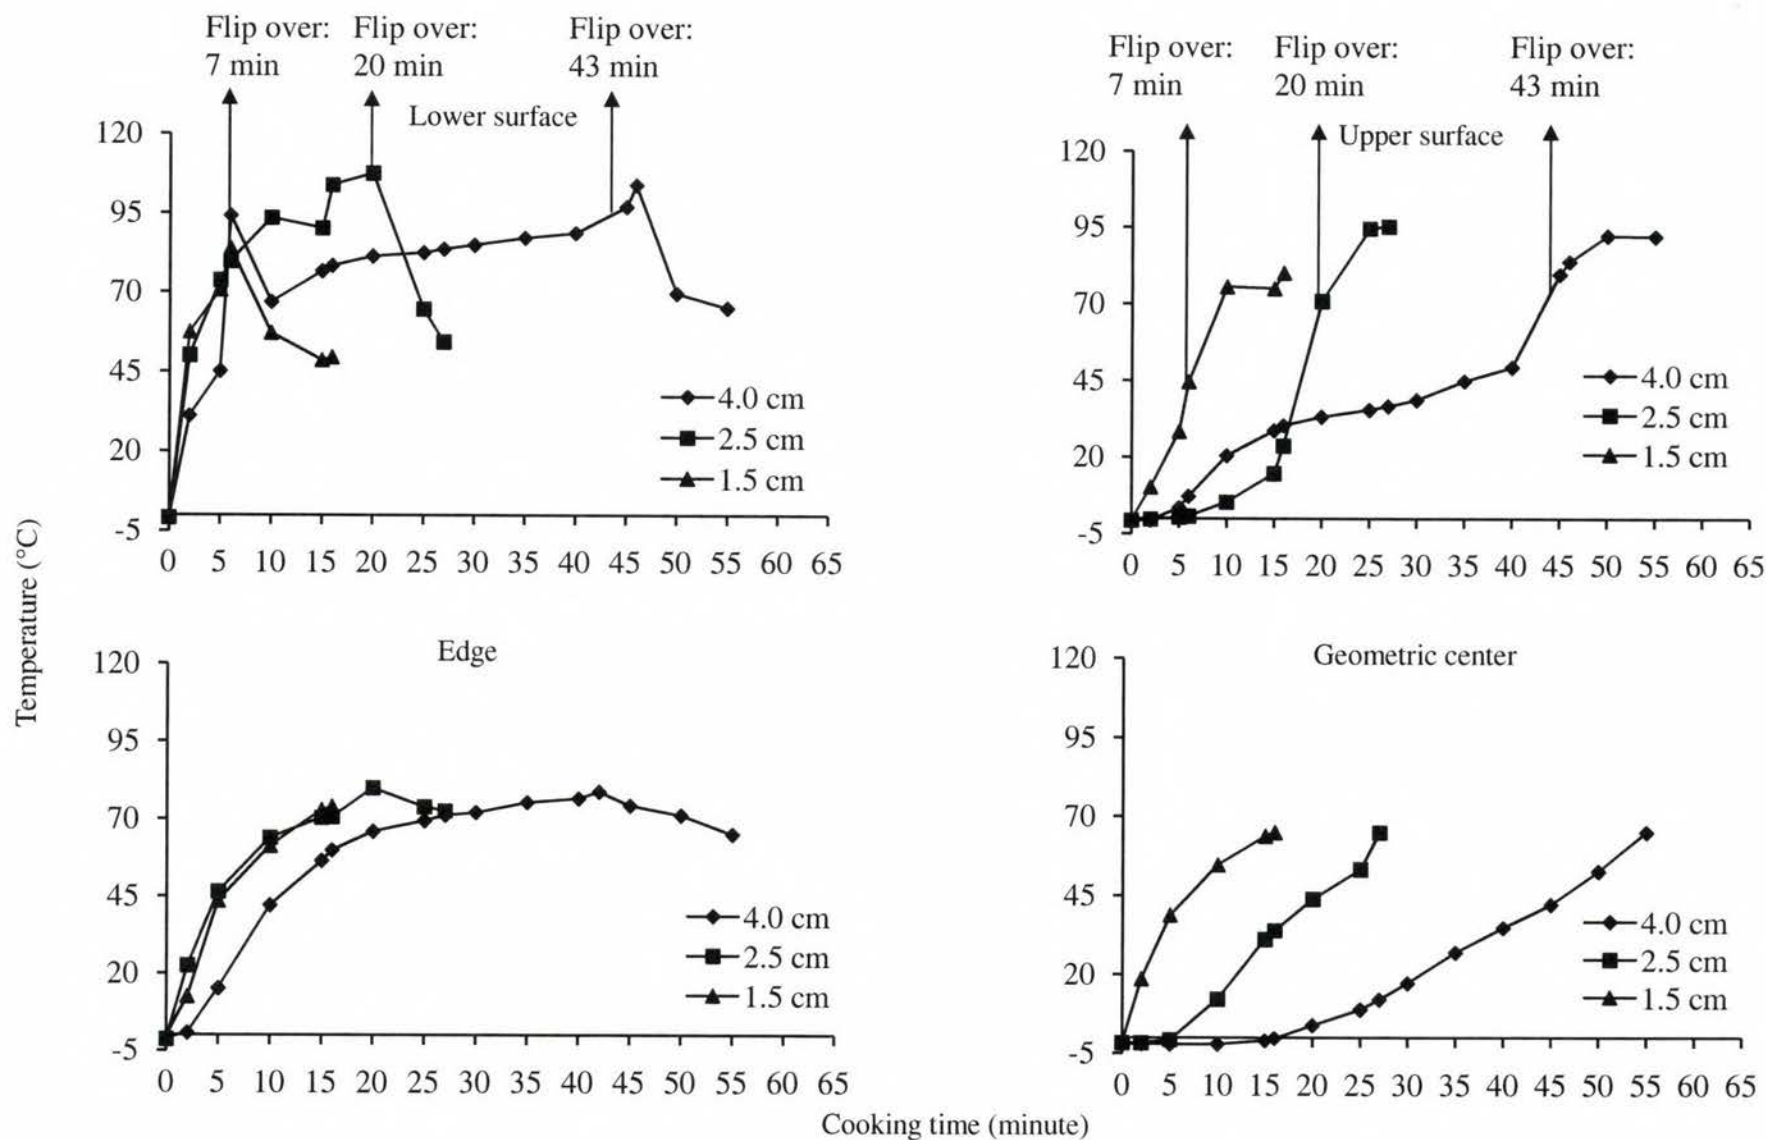 Flip over: Flip over: Flip over:
7 min 20 min 43 min
Lower surface
120
95
70
45
20
-5
0 5 10 15 20 25 30 35 40 45 50 55 60 65
4.0 cm
2.5 cm
1.5 cm
Flip over: Flip over: Flip over:
7 min 20 min 43 min
Upper surface
120
95
70
45
20
-5
0 5 10 15 20 25 30 35 40 45 50 55 60 65
4.0 cm
2.5 cm
1.5 cm
Temperature (°C)
Edge
120
95
70
45
20
-5
0 5 10 15 20 25 30 35 40 45 50 55 60 65
4.0 cm
2.5 cm
1.5 cm
Geometric center
120
95
70
45
20
-5
0 5 10 15 20 25 30 35 40 45 50 55 60 65
4.0 cm
2.5 cm
1.5 cm
Cooking time (minute)